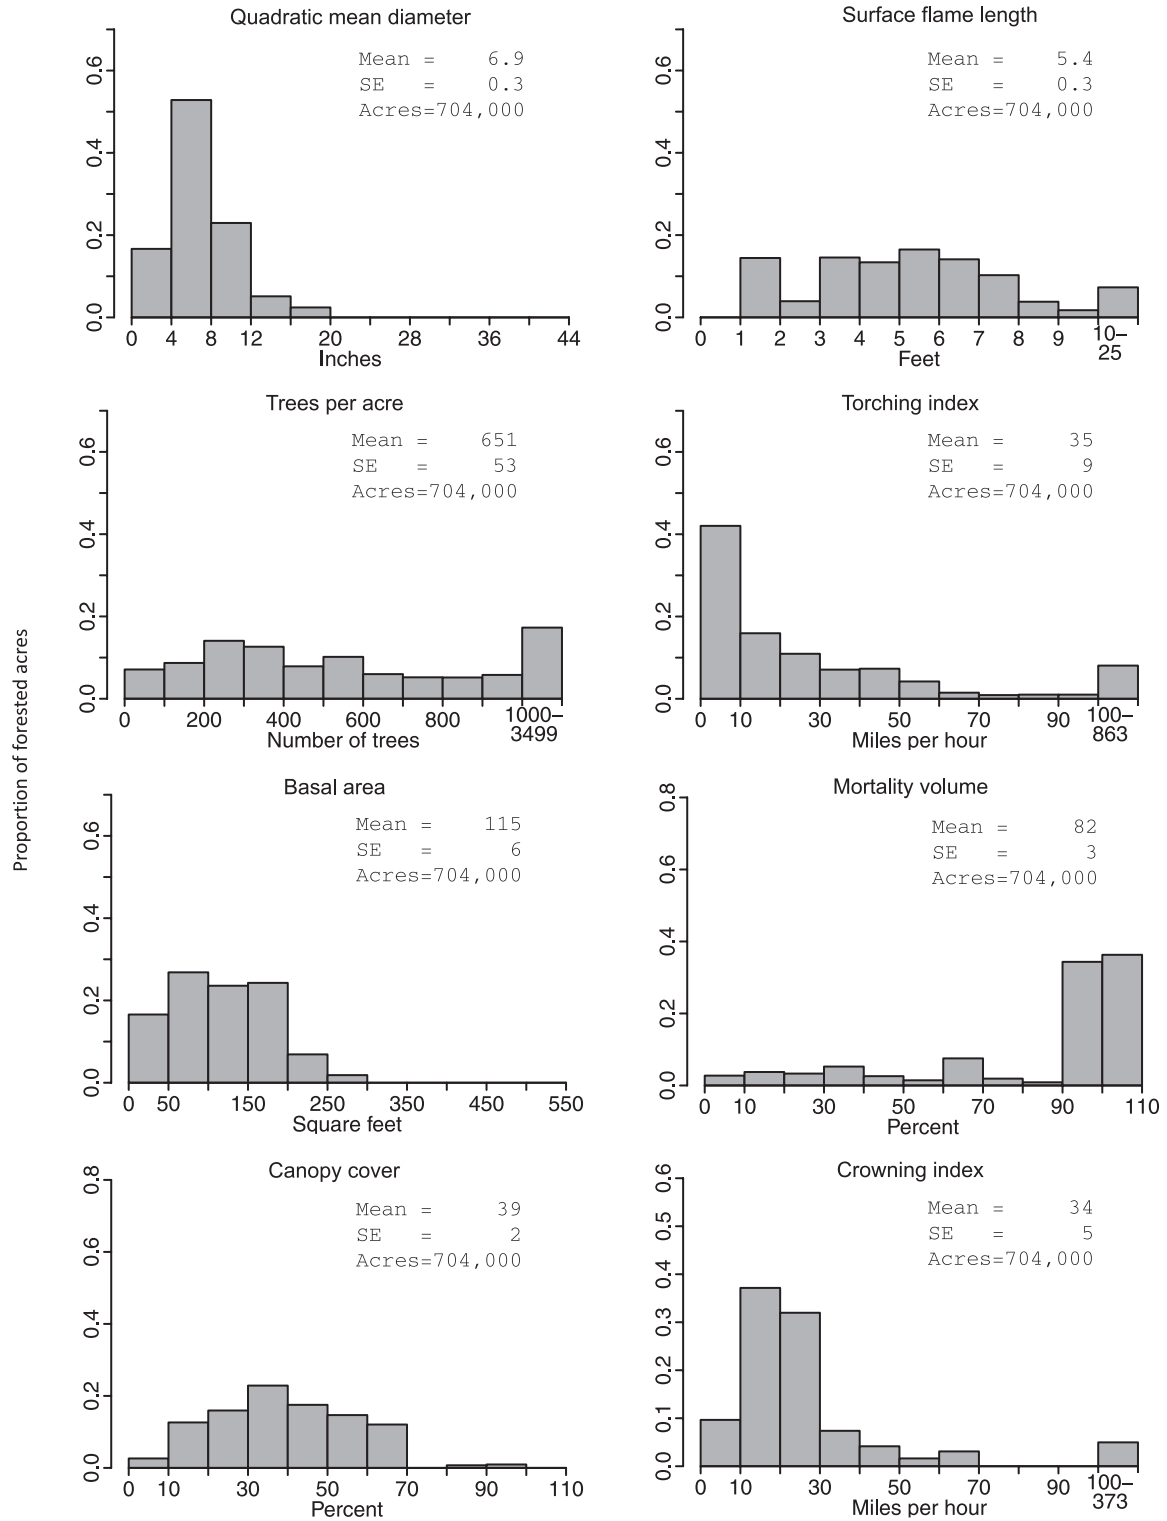 Proportion of forested acres
Quadratic mean diameter
Mean = 6.9
SE = 0.3
Acres=704,000
0.0 0.2 0.4 0.6
0 4 8 12 20 28 36 44
Inches
Surface flame length
Mean = 5.4
SE = 0.3
Acres=704,000
0.0 0.2 0.4 0.6
0 1 2 3 4 5 6 7 8 9 10–
25
Feet
Trees per acre
Mean = 651
SE = 53
Acres=704,000
0.0 0.2 0.4 0.6
0 200 400 600 800 1000–
3499
Number of trees
Torching index
Mean = 35
SE = 9
Acres=704,000
0.0 0.2 0.4 0.6
0 10 30 50 70 90 100–
863
Miles per hour
Basal area
Mean = 115
SE = 6
Acres=704,000
0.0 0.2 0.4 0.6
0 50 150 250 350 450 550
Square feet
Mortality volume
Mean = 82
SE = 3
Acres=704,000
0.0 0.2 0.4 0.6 0.8
0 10 30 50 70 90 110
Percent
Canopy cover
Mean = 39
SE = 2
Acres=704,000
0.0 0.2 0.4 0.6 0.8
0 10 30 50 70 90 110
Percent
Crowning index
Mean = 34
SE = 5
Acres=704,000
0.0 0.1 0.2 0.3 0.4 0.5 0.6
0 10 30 50 70 90 100–
373
Miles per hour